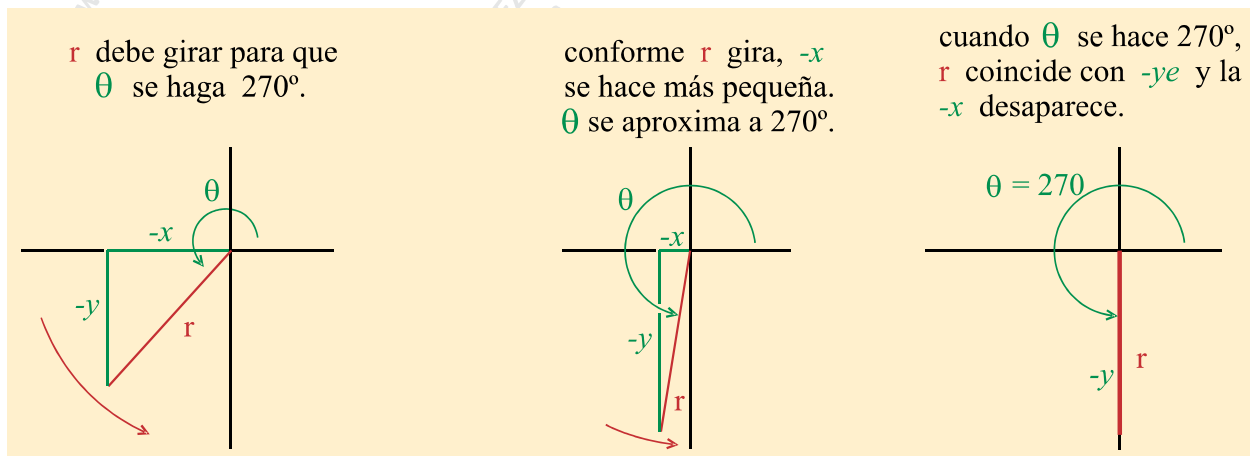 r debe girar para que
θ se haga 270º.
θ
-x
-y
r
conforme r gira, -x
se hace más pequeña.
θ se aproxima a 270º.
θ
-x
-y
r
cuando θ se hace 270º,
r coincide con -ye y la
-x desaparece.
θ = 270
-y
r